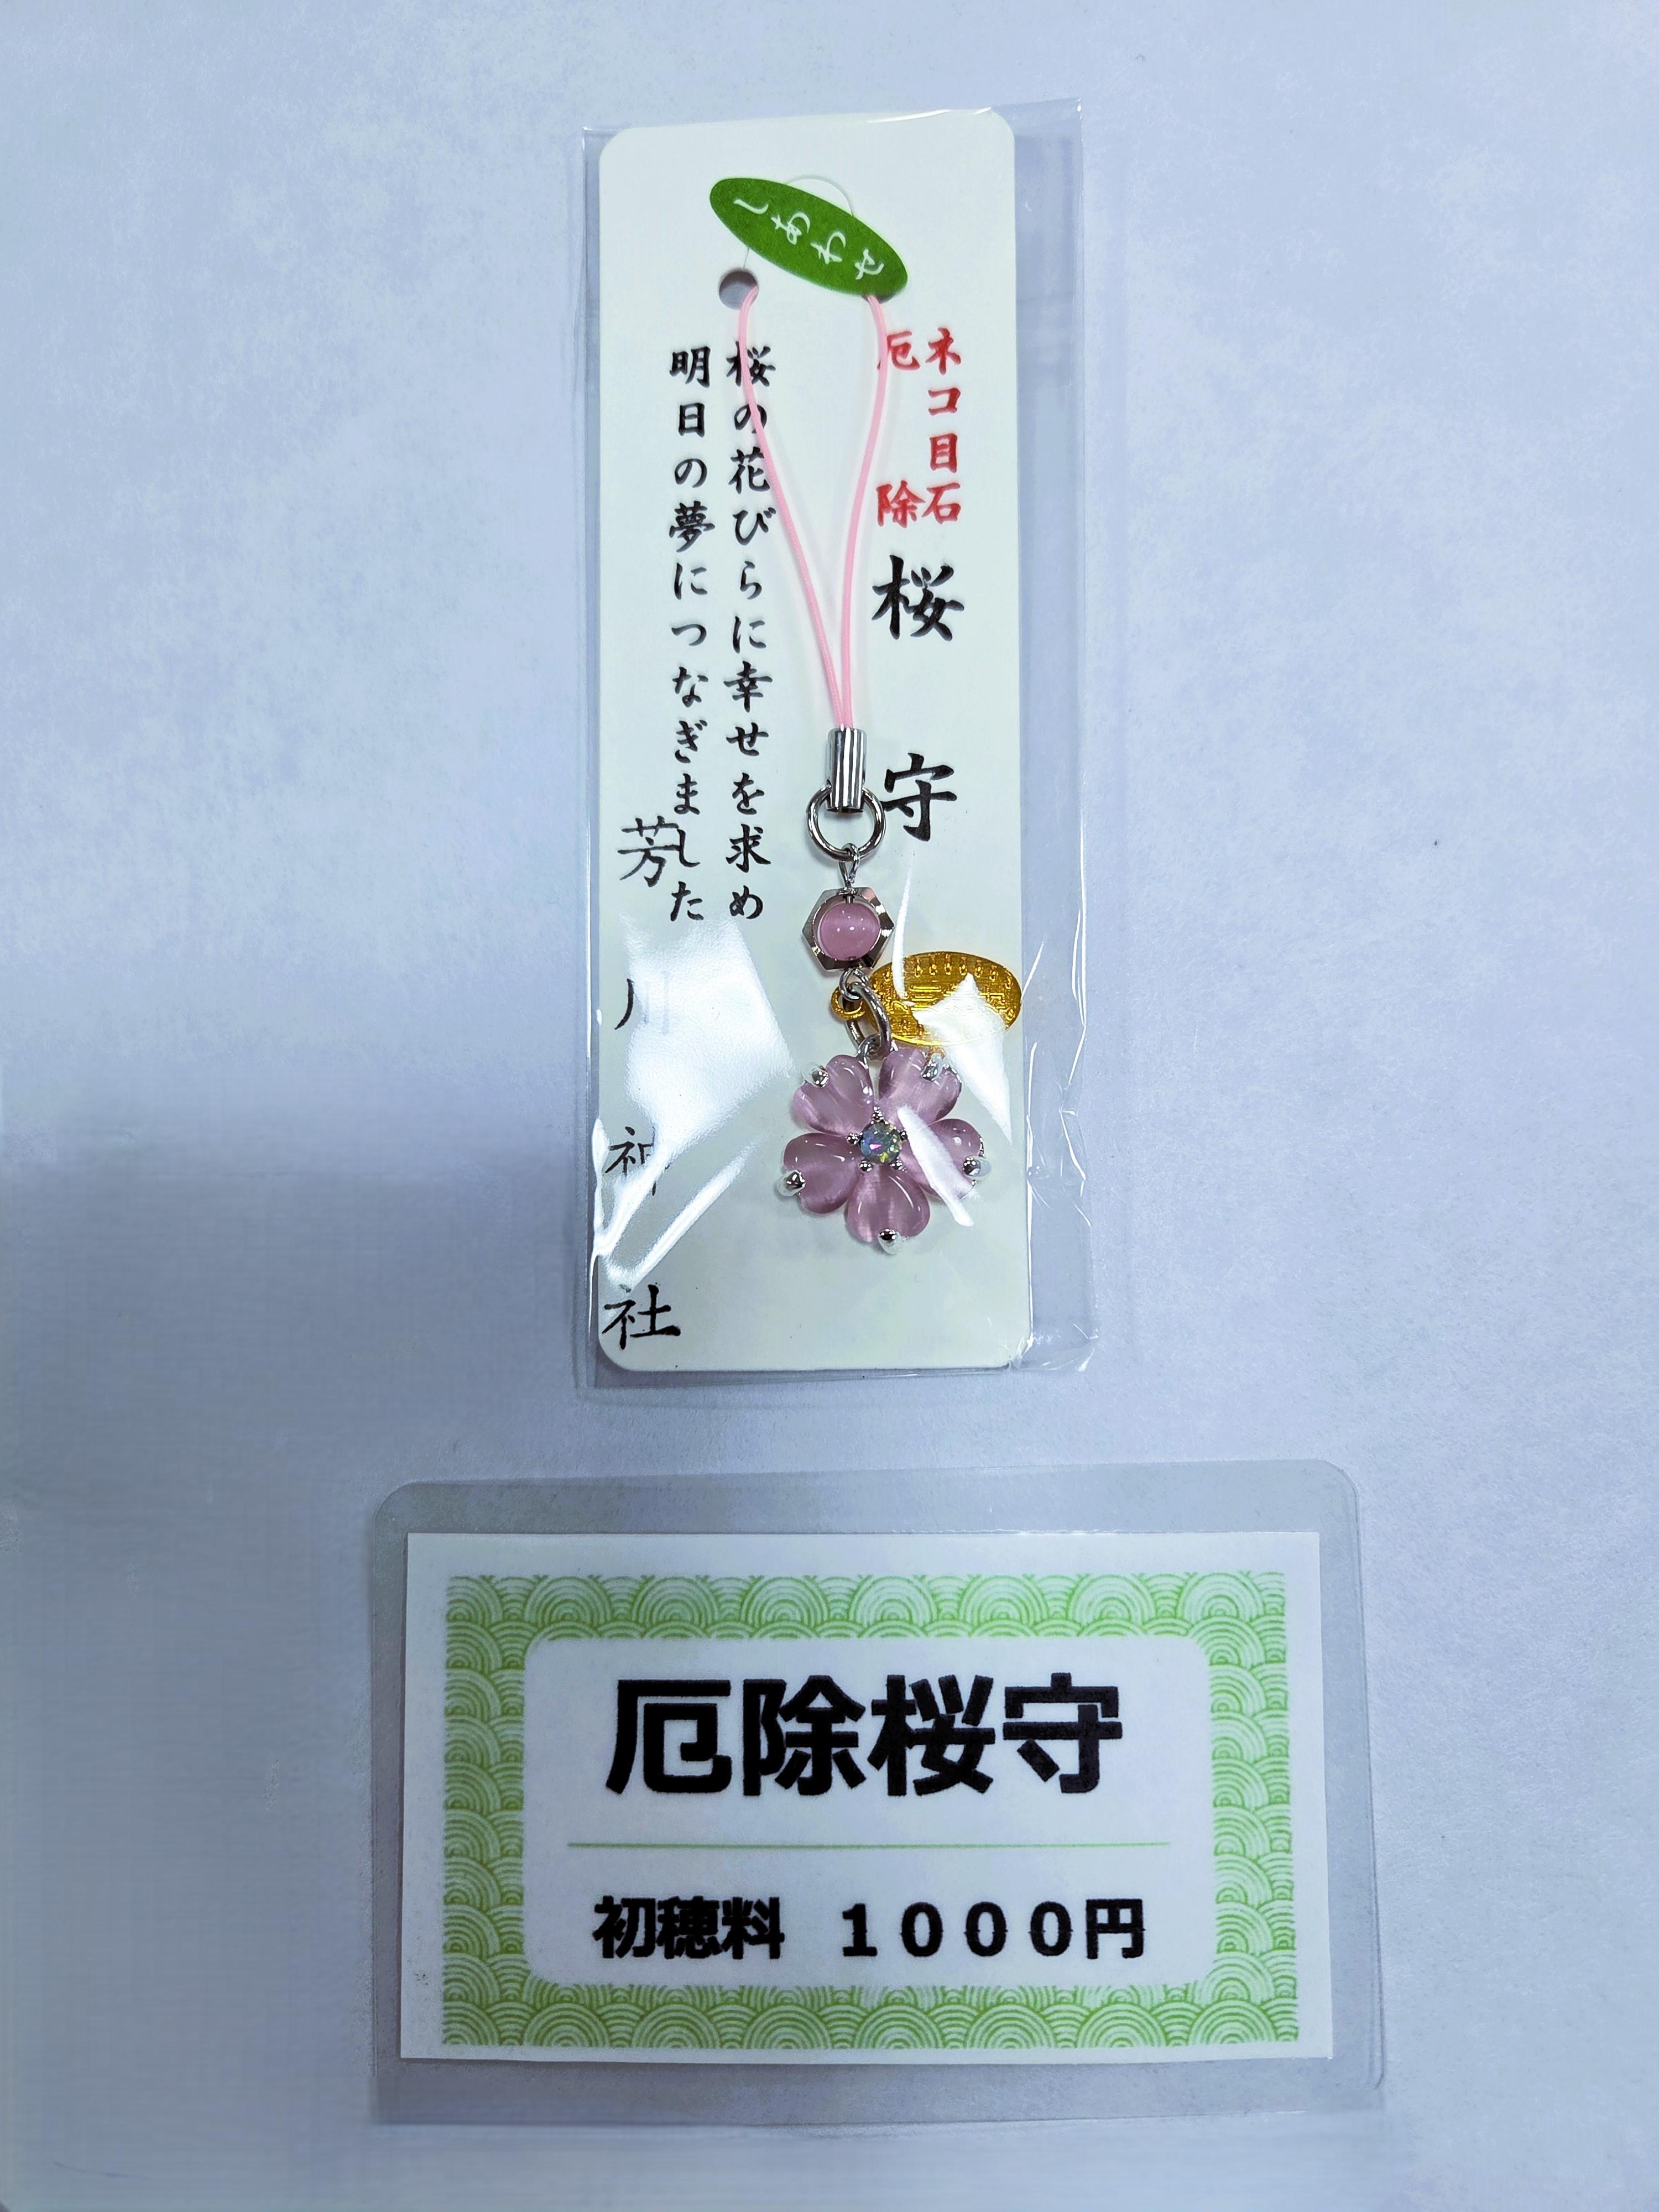 しあわせ
ネコ目石
厄除
桜守
桜の花びらに幸せを求め
明日の夢につなぎました
芳川神社
厄除桜守
初穂料 1000円